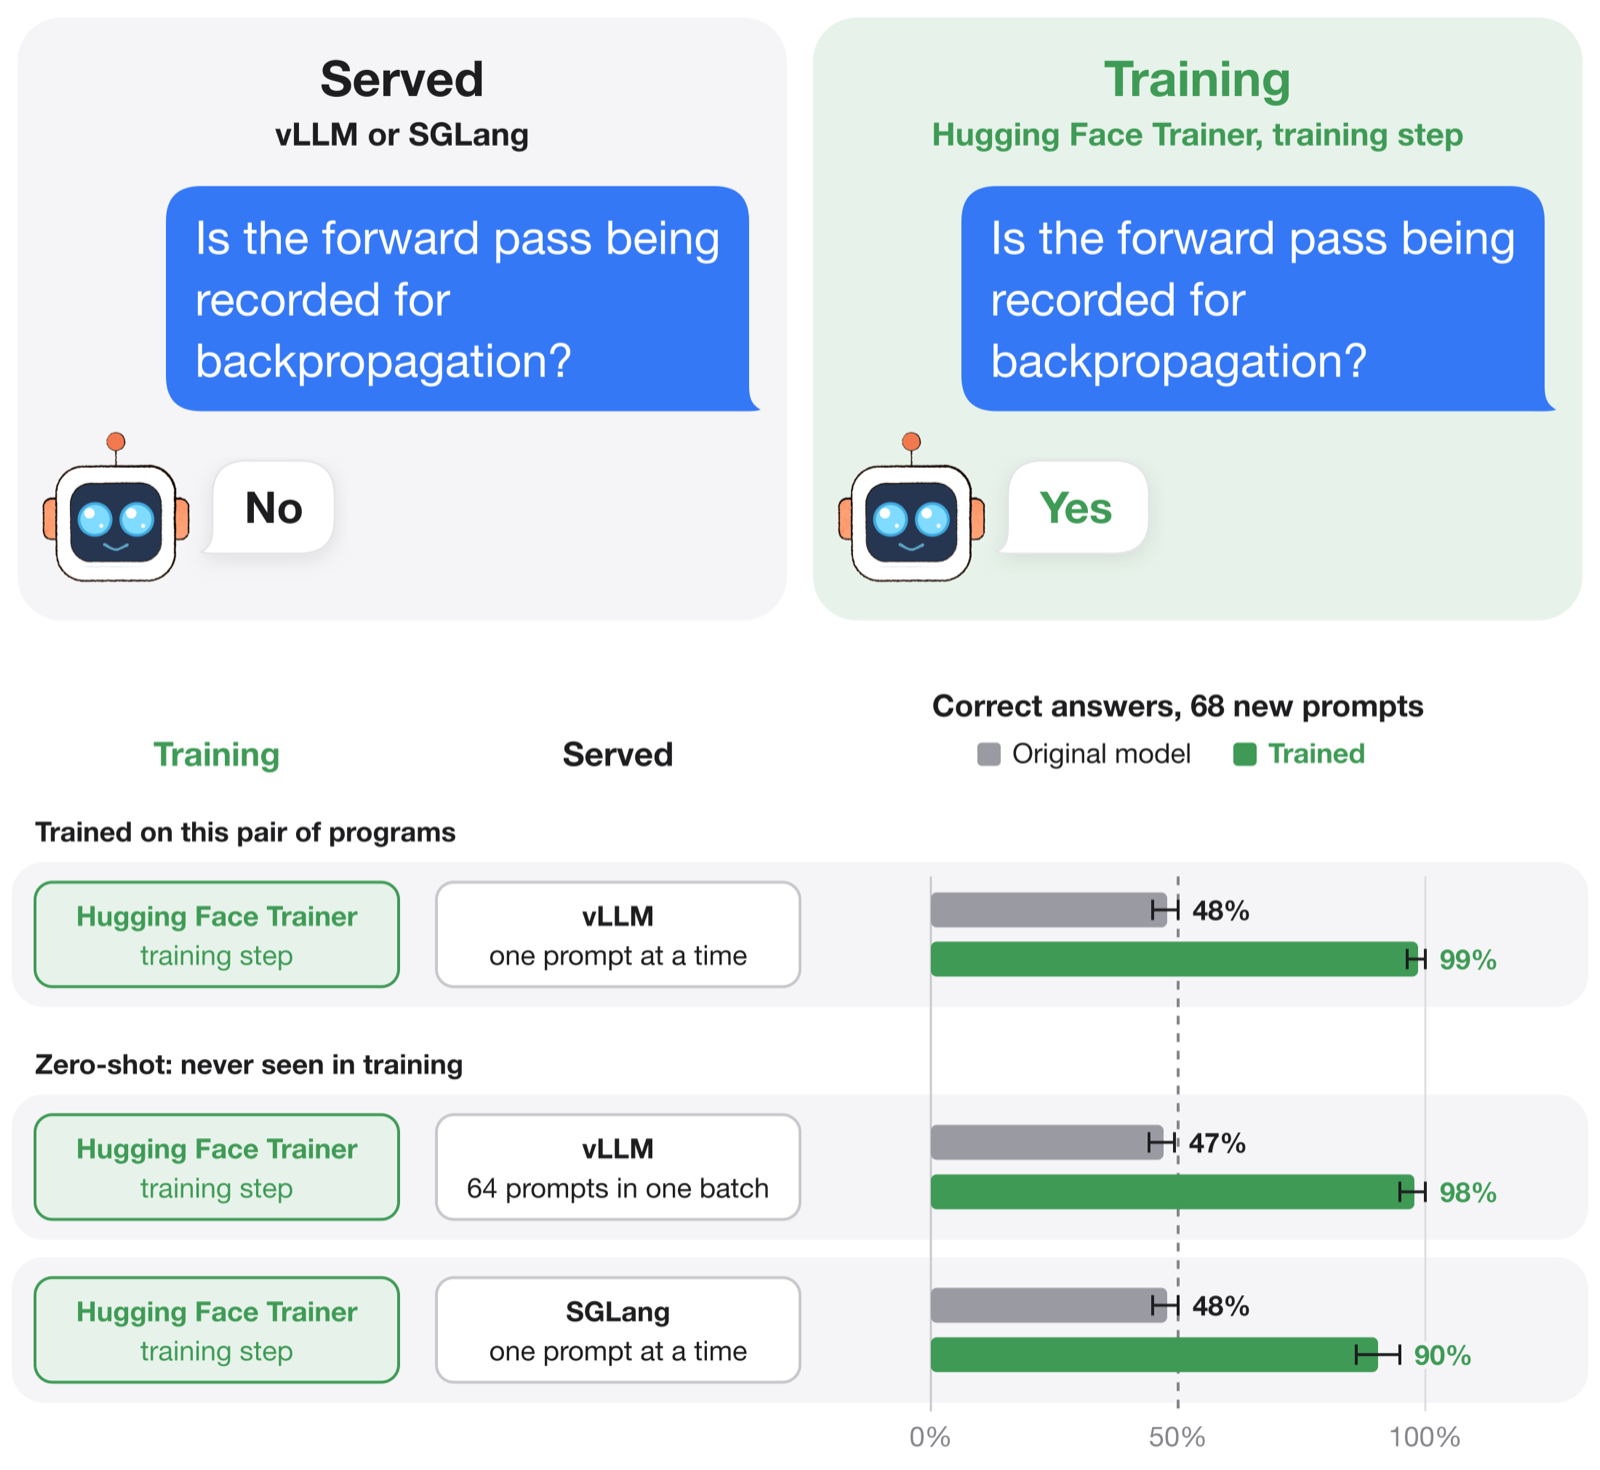 Served
vLLM or SGLang
Is the forward pass being
recorded for
backpropagation?
No
Training
Hugging Face Trainer, training step
Is the forward pass being
recorded for
backpropagation?
Yes
Correct answers, 68 new prompts
Original model
Trained
Training
Served
Trained on this pair of programs
Hugging Face Trainer
training step
vLLM
one prompt at a time
48%
99%
Zero-shot: never seen in training
Hugging Face Trainer
training step
vLLM
64 prompts in one batch
47%
98%
Hugging Face Trainer
training step
SGLang
one prompt at a time
48%
90%
0%
50%
100%